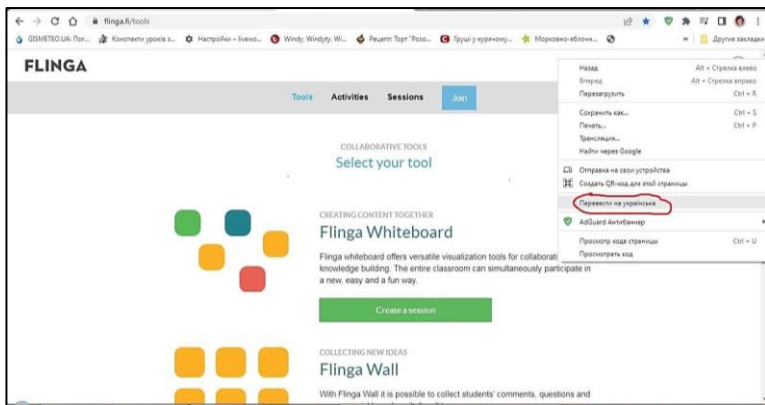 flinga.fi/tools
GISMETEO.UA: Пог... Конспекти уроків з... Настройки – Windy, Windyty. Wi... Рецепт: Торт "Розо... Груші у курячому... Морквяно-яблучн... » Другие закладки
FLINGA
Tools Activities Sessions Join
COLLABORATIVE TOOLS
Select your tool
CREATING CONTENT TOGETHER
Flinga Whiteboard
Flinga whiteboard offers versatile visualization tools for collaborati
knowledge building. The entire classroom can simultaneously participate in
a new, easy and a fun way.
Create a session
COLLECTING NEW IDEAS
Flinga Wall
With Flinga Wall it is possible to collect students' comments, questions and
Назад Alt + Стрелка влево
Вперед Alt + Стрелка вправо
Перезагрузить Ctrl + R
Сохранить как... Ctrl + S
Печать... Ctrl + P
Трансляция...
Найти через Google
Отправка на свои устройства
Создать QR-код для этой страницы
Перевести на українська
AdGuard Антибаннер
Просмотр кода страницы Ctrl + U
Просмотреть код